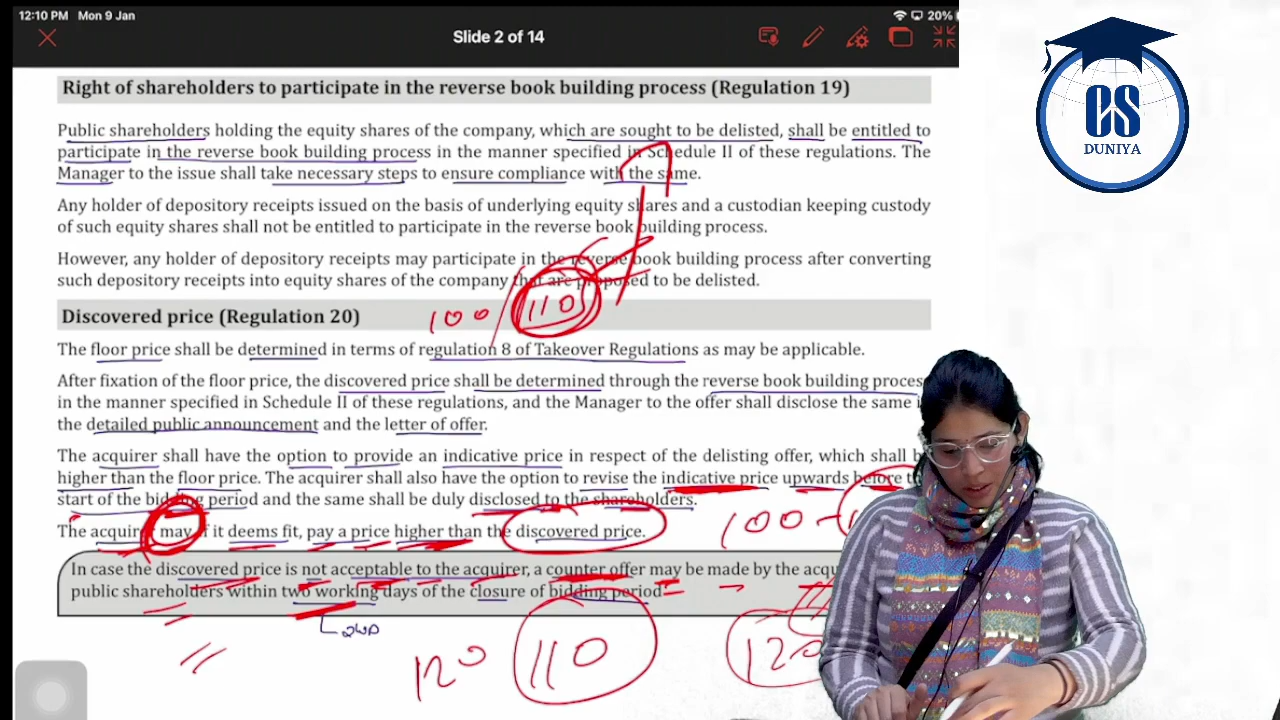 12:10 PM Mon 9 Jan
20%
Slide 2 of 14
CS
DUNIYA
Right of shareholders to participate in the reverse book building process (Regulation 19)
Public shareholders holding the equity shares of the company, which are sought to be delisted, shall be entitled to
participate in the reverse book building process in the manner specified in Schedule II of these regulations. The
Manager to the issue shall take necessary steps to ensure compliance with the same.
Any holder of depository receipts issued on the basis of underlying equity shares and a custodian keeping custody
of such equity shares shall not be entitled to participate in the reverse book building process.
However, any holder of depository receipts may participate in the reverse book building process after converting
such depository receipts into equity shares of the company that are proposed to be delisted.
100 110
Discovered price (Regulation 20)
The floor price shall be determined in terms of regulation 8 of Takeover Regulations as may be applicable.
After fixation of the floor price, the discovered price shall be determined through the reverse book building proces
in the manner specified in Schedule II of these regulations, and the Manager to the offer shall disclose the same
the detailed public announcement and the letter of offer.
The acquirer shall have the option to provide an indicative price in respect of the delisting offer, which shall b
higher than the floor price. The acquirer shall also have the option to revise the indicative price upwards before t
start of the bidding period and the same shall be duly disclosed to the shareholders.
The acquirer may if it deems fit, pay a price higher than the discovered price.
100
In case the discovered price is not acceptable to the acquirer, a counter offer may be made by the acqu
public shareholders within two working days of the closure of bidding period
2WD
120 110 120